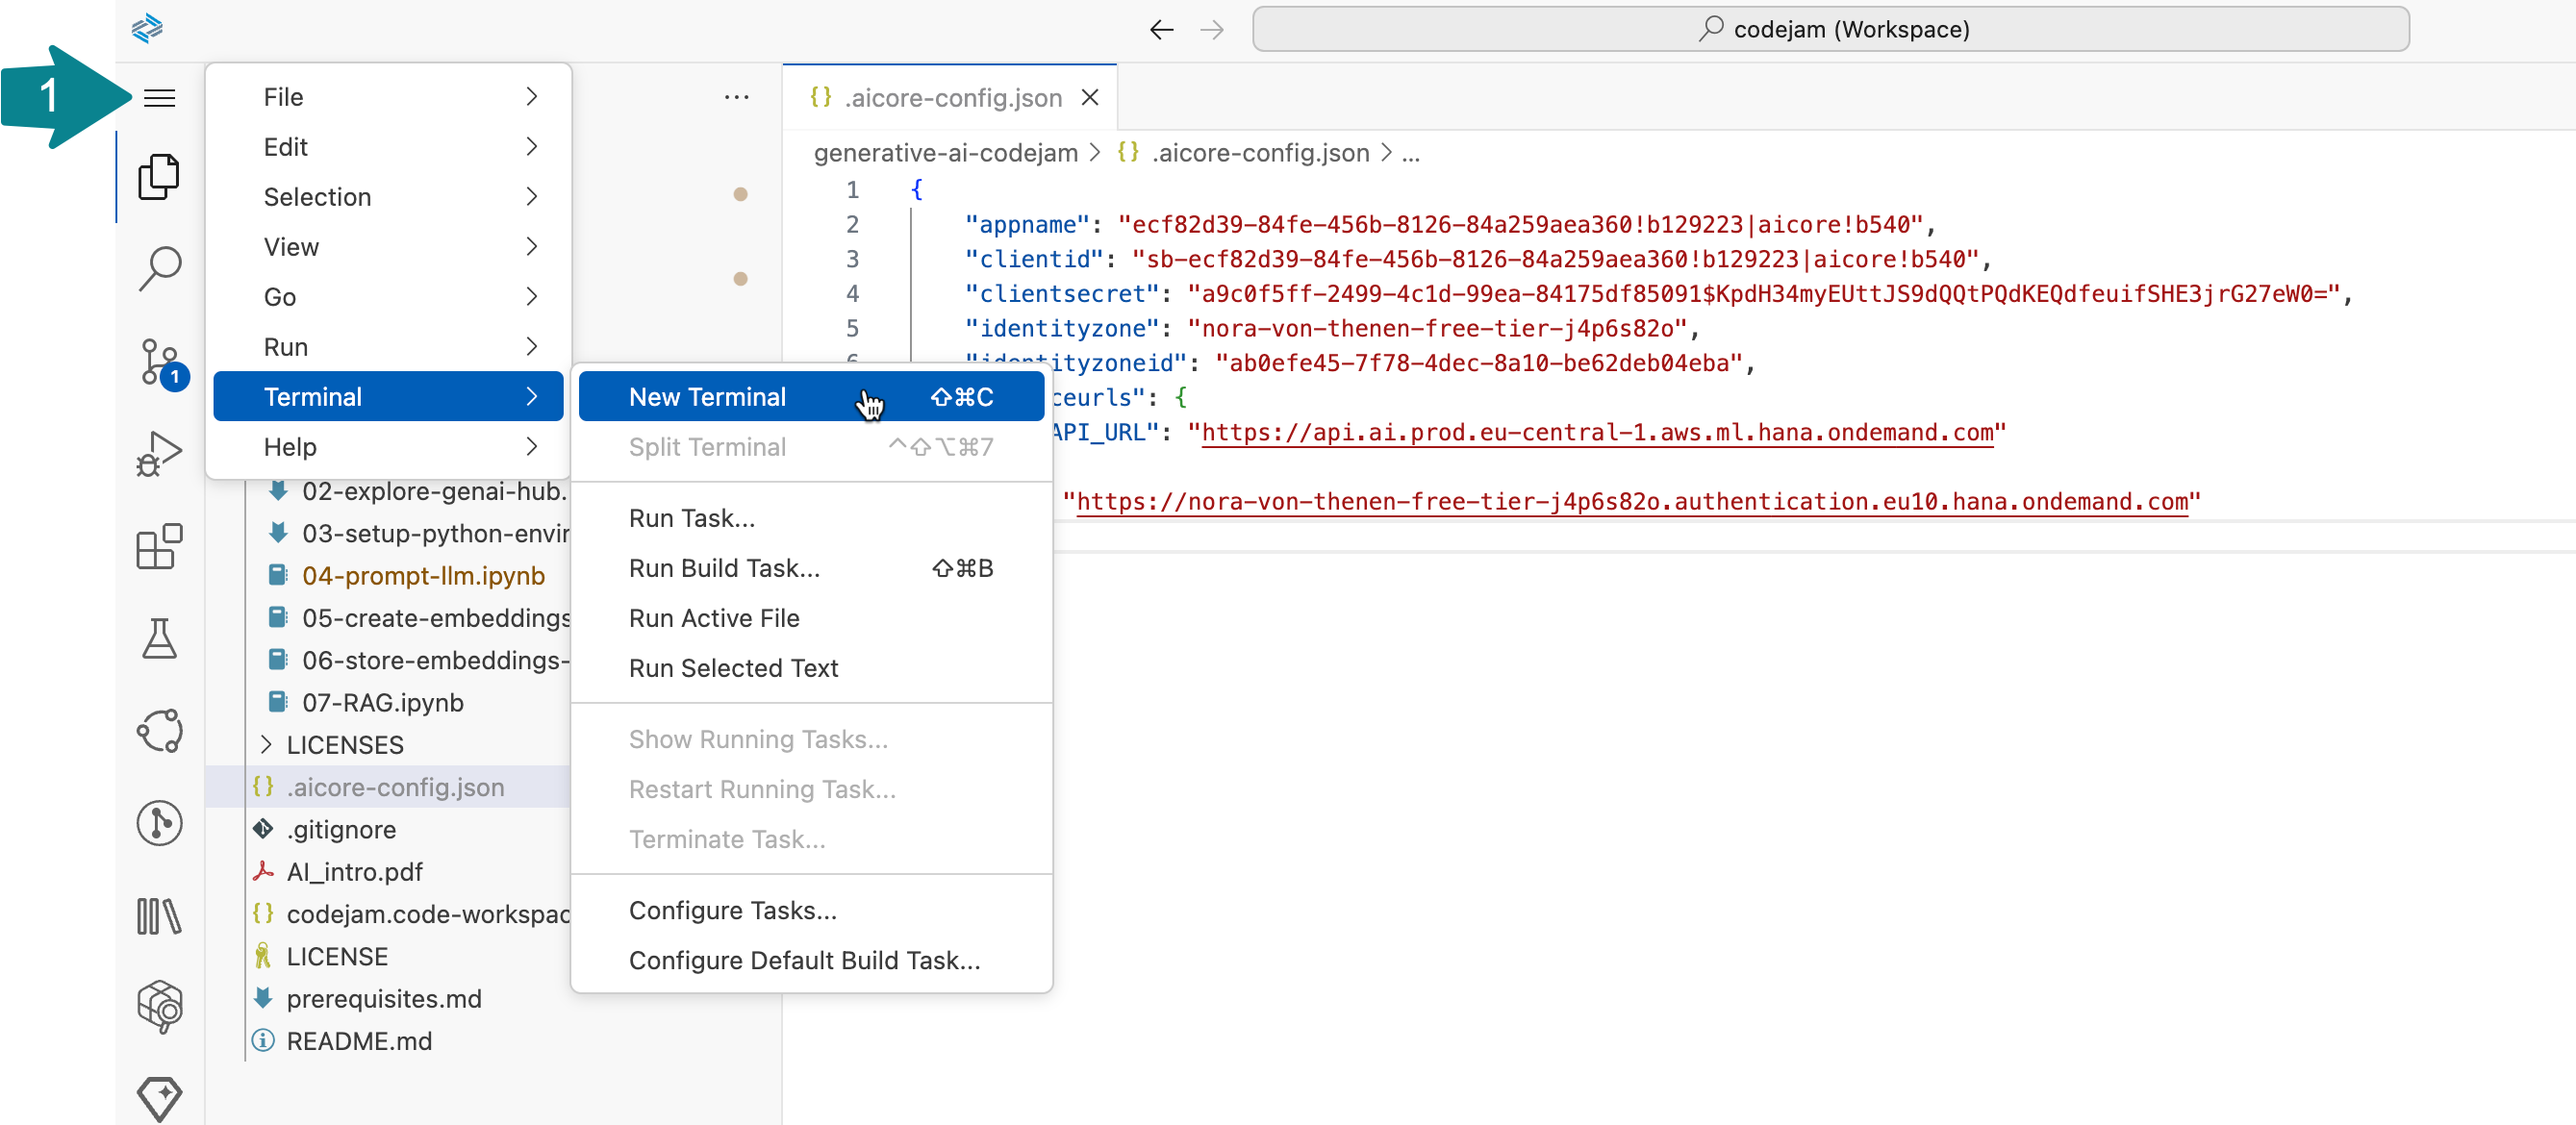 codejam (Workspace)
1
File
Edit
Selection
View
Go
Run
Terminal
Help
New Terminal ⇧⌘C
Split Terminal ^⇧⌥⌘7
Run Task...
Run Build Task... ⇧⌘B
Run Active File
Run Selected Text
Show Running Tasks...
Restart Running Task...
Terminate Task...
Configure Tasks...
Configure Default Build Task...
1
02-explore-genai-hub.
03-setup-python-envir
04-prompt-llm.ipynb
05-create-embeddings
06-store-embeddings-
07-RAG.ipynb
LICENSES
{} .aicore-config.json
.gitignore
AI_intro.pdf
{} codejam.code-workspac
LICENSE
prerequisites.md
README.md
{} .aicore-config.json
generative-ai-codejam > {} .aicore-config.json > ...
1 {
2 "appname": "ecf82d39-84fe-456b-8126-84a259aea360!b129223|aicore!b540",
3 "clientid": "sb-ecf82d39-84fe-456b-8126-84a259aea360!b129223|aicore!b540",
4 "clientsecret": "a9c0f5ff-2499-4c1d-99ea-84175df85091$KpdH34myEUttJS9dQQtPQdKEQdfeuifSHE3jrG27eW0=",
5 "identityzone": "nora-von-thenen-free-tier-j4p6s82o",
6 "identityzoneid": "ab0efe45-7f78-4dec-8a10-be62deb04eba",
ceurls": {
API_URL": "https://api.ai.prod.eu-central-1.aws.ml.hana.ondemand.com"
"https://nora-von-thenen-free-tier-j4p6s82o.authentication.eu10.hana.ondemand.com"